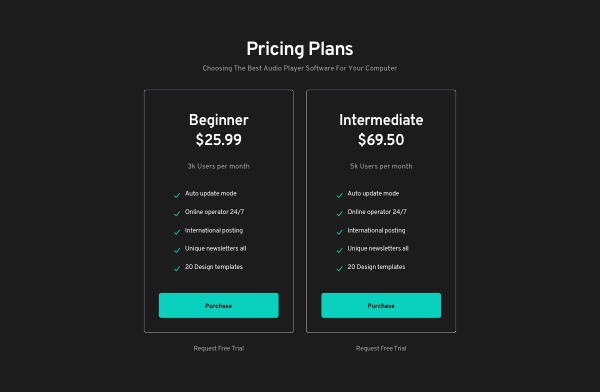 Pricing Plans
Choosing The Best Audio Player Software For Your Computer
Beginner
$25.99
3k Users per month
Auto update mode
Online operator 24/7
International posting
Unique newsletters all
20 Design templates
Purchase
Request Free Trial
Intermediate
$69.50
5k Users per month
Auto update mode
Online operator 24/7
International posting
Unique newsletters all
20 Design templates
Purchase
Request Free Trial